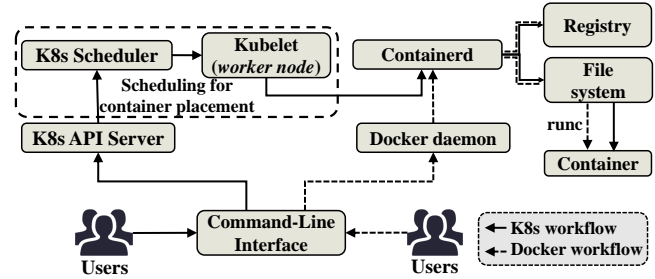 K8s Scheduler
Kubelet
(worker node)
Scheduling for
container placement
Containerd
Registry
File
system
runc
Container
K8s API Server
Docker daemon
Command-Line
Interface
Users
Users
K8s workflow
Docker workflow